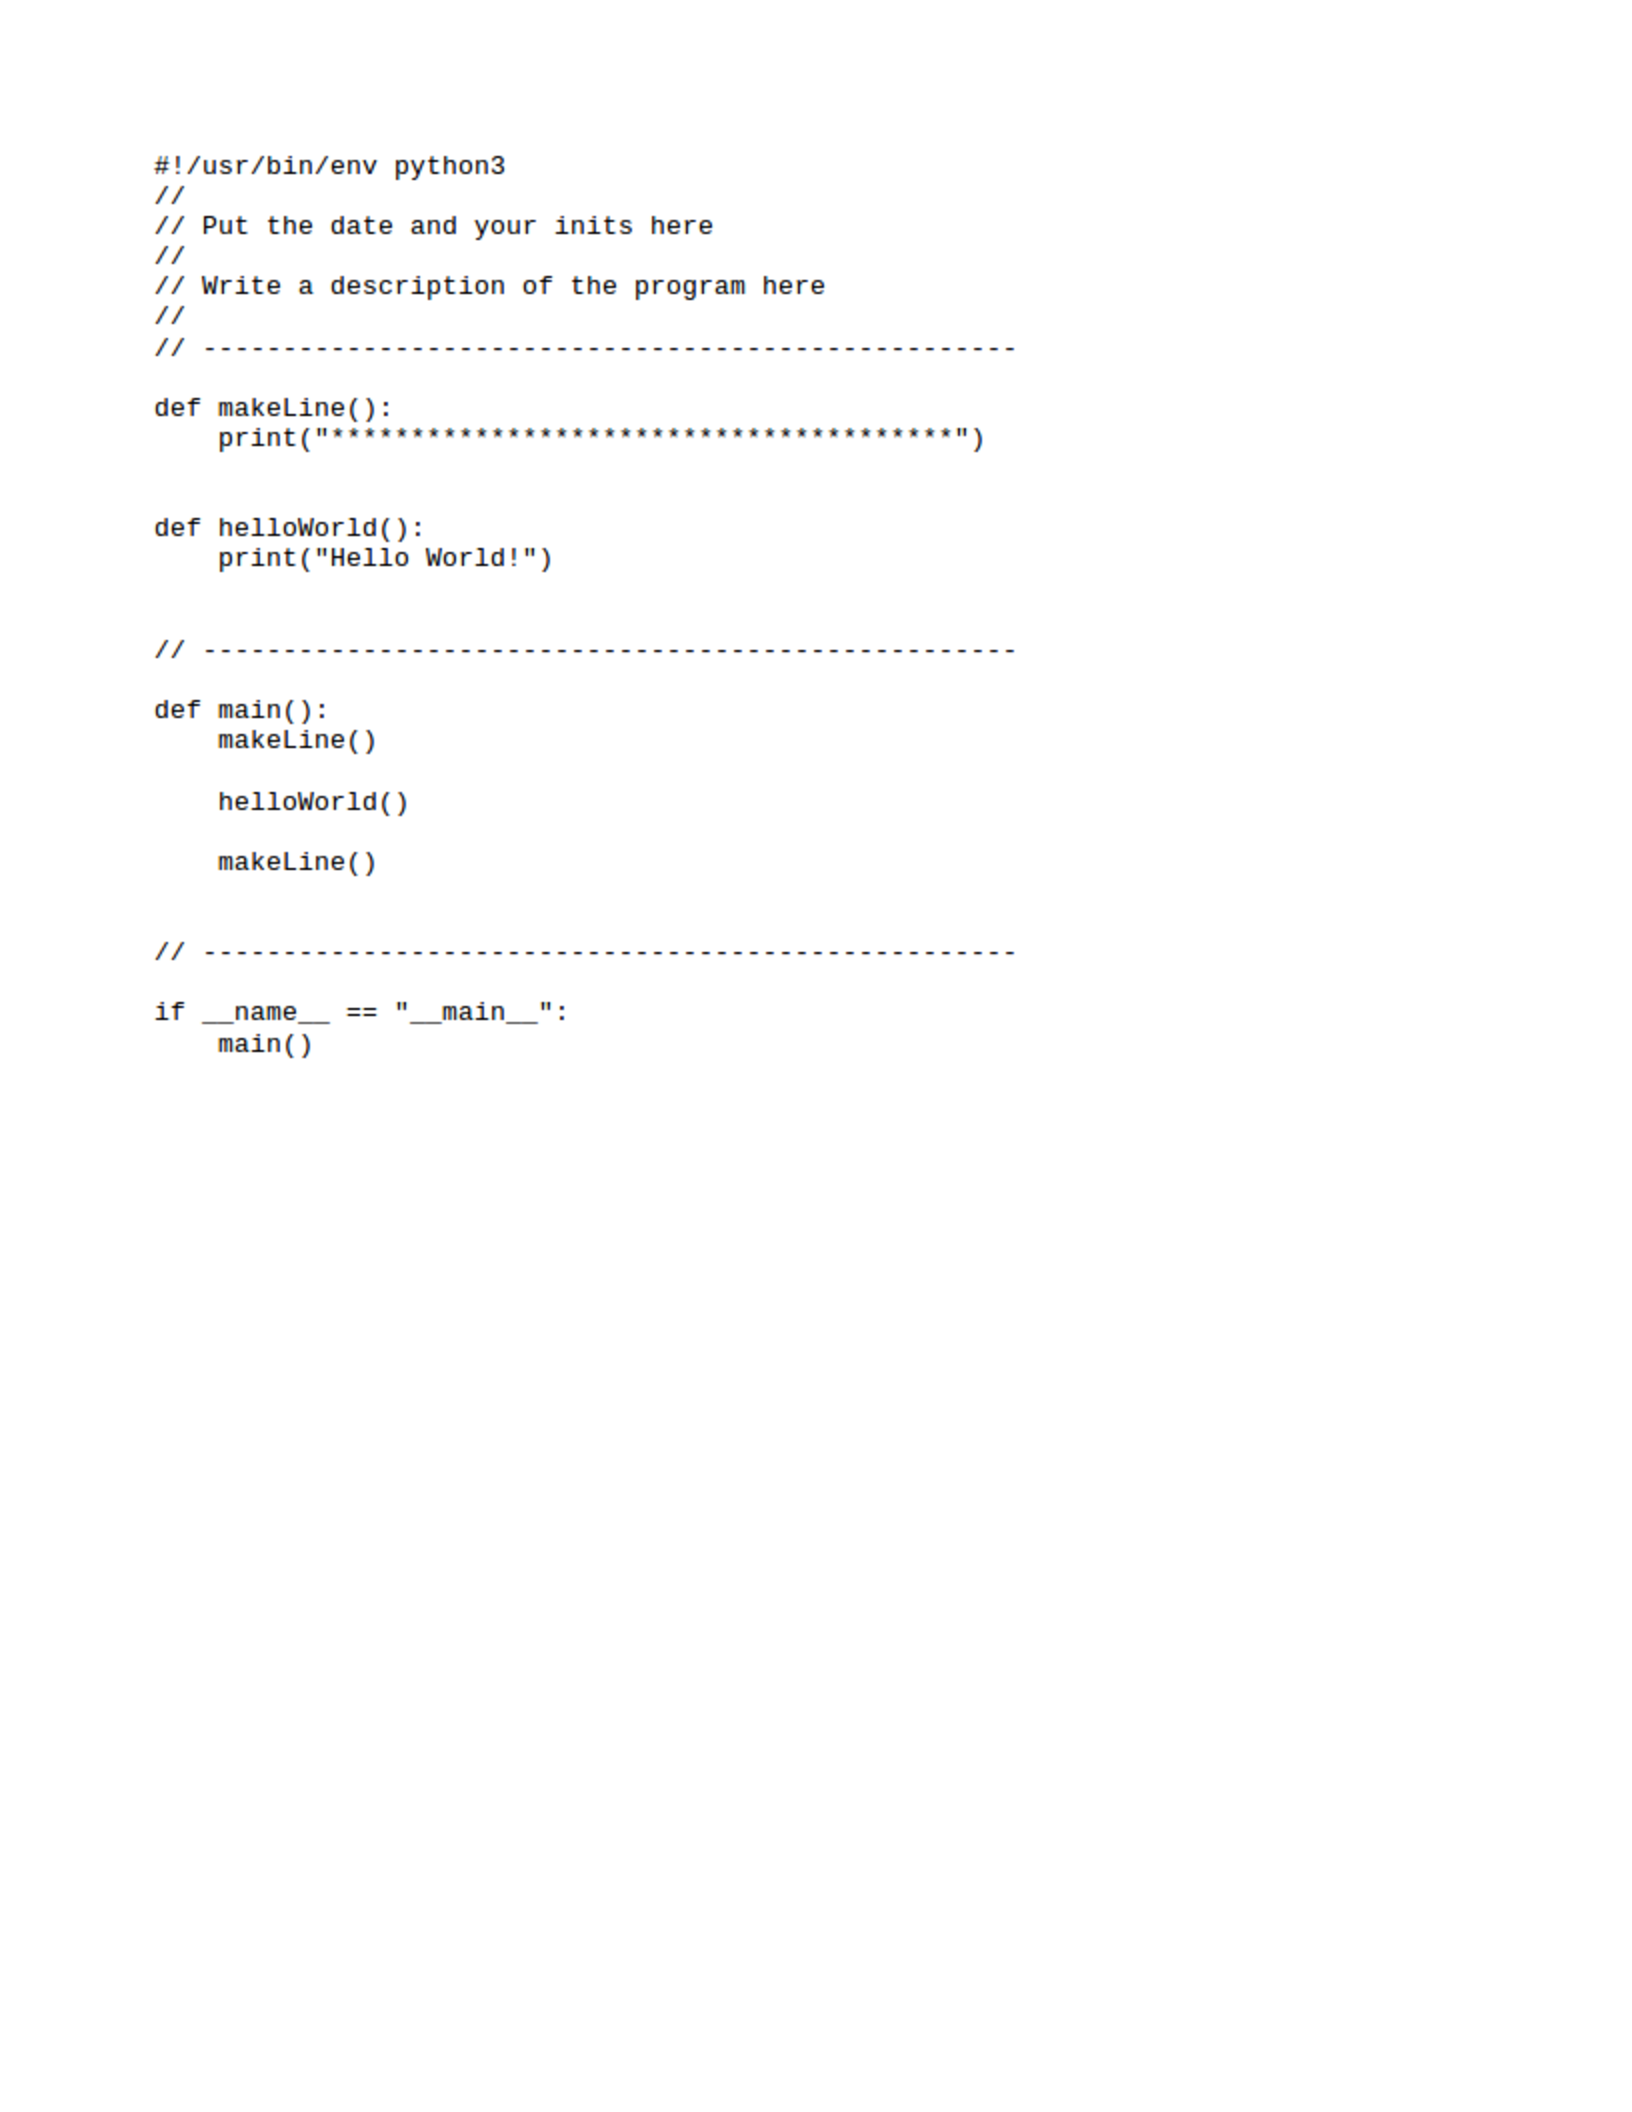 #!/usr/bin/env python3
//
// Put the date and your inits here
//
// Write a description of the program here
//
// ---------------------------------------------------
def makeLine():
    print("***************************************")
def helloWorld():
    print("Hello World!")
// ---------------------------------------------------
def main():
    makeLine()
    helloWorld()
    makeLine()
// ---------------------------------------------------
if __name__ == "__main__":
    main()